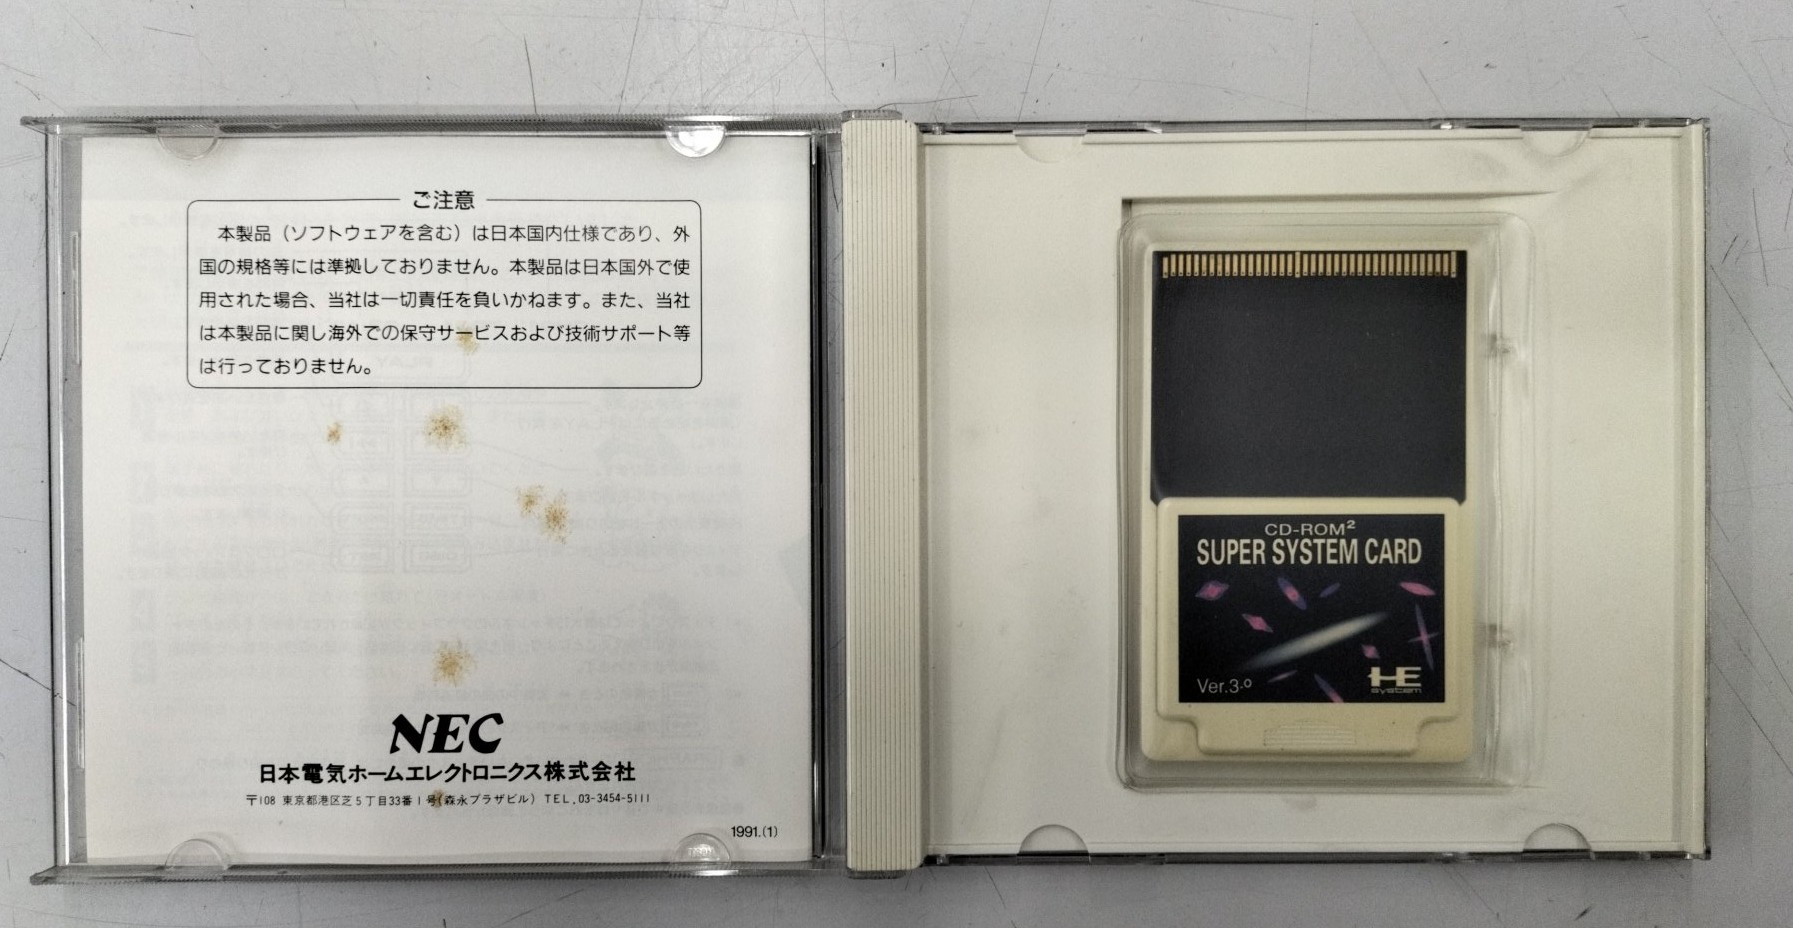 ご注意
本製品（ソフトウェアを含む）は日本国内仕様であり、外
国の規格等には準拠しておりません。本製品は日本国外で使
用された場合、当社は一切責任を負いかねます。また、当社
は本製品に関し海外での保守サービスおよび技術サポート等
は行っておりません。
NEC
日本電気ホームエレクトロニクス株式会社
〒108 東京都港区芝5丁目33番1号(森永プラザビル) TEL.03-3454-5111
1991.(1)
CD-ROM²
SUPER SYSTEM CARD
Ver.3.0
HE
system